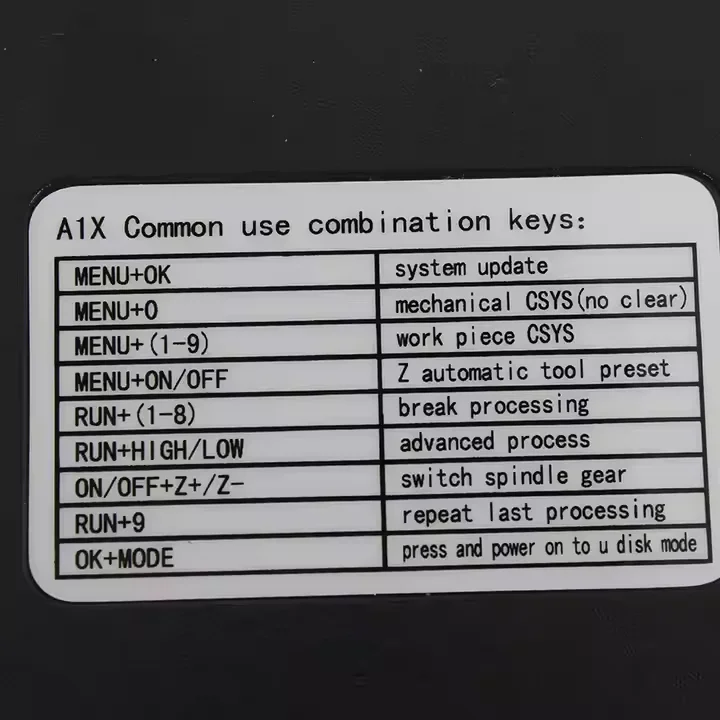 A1X Common use combination keys:
MENU+OK system update
MENU+0 mechanical CSYS(no clear)
MENU+(1-9) work piece CSYS
MENU+ON/OFF Z automatic tool preset
RUN+(1-8) break processing
RUN+HIGH/LOW advanced process
ON/OFF+Z+/Z- switch spindle gear
RUN+9 repeat last processing
OK+MODE press and power on to u disk mode